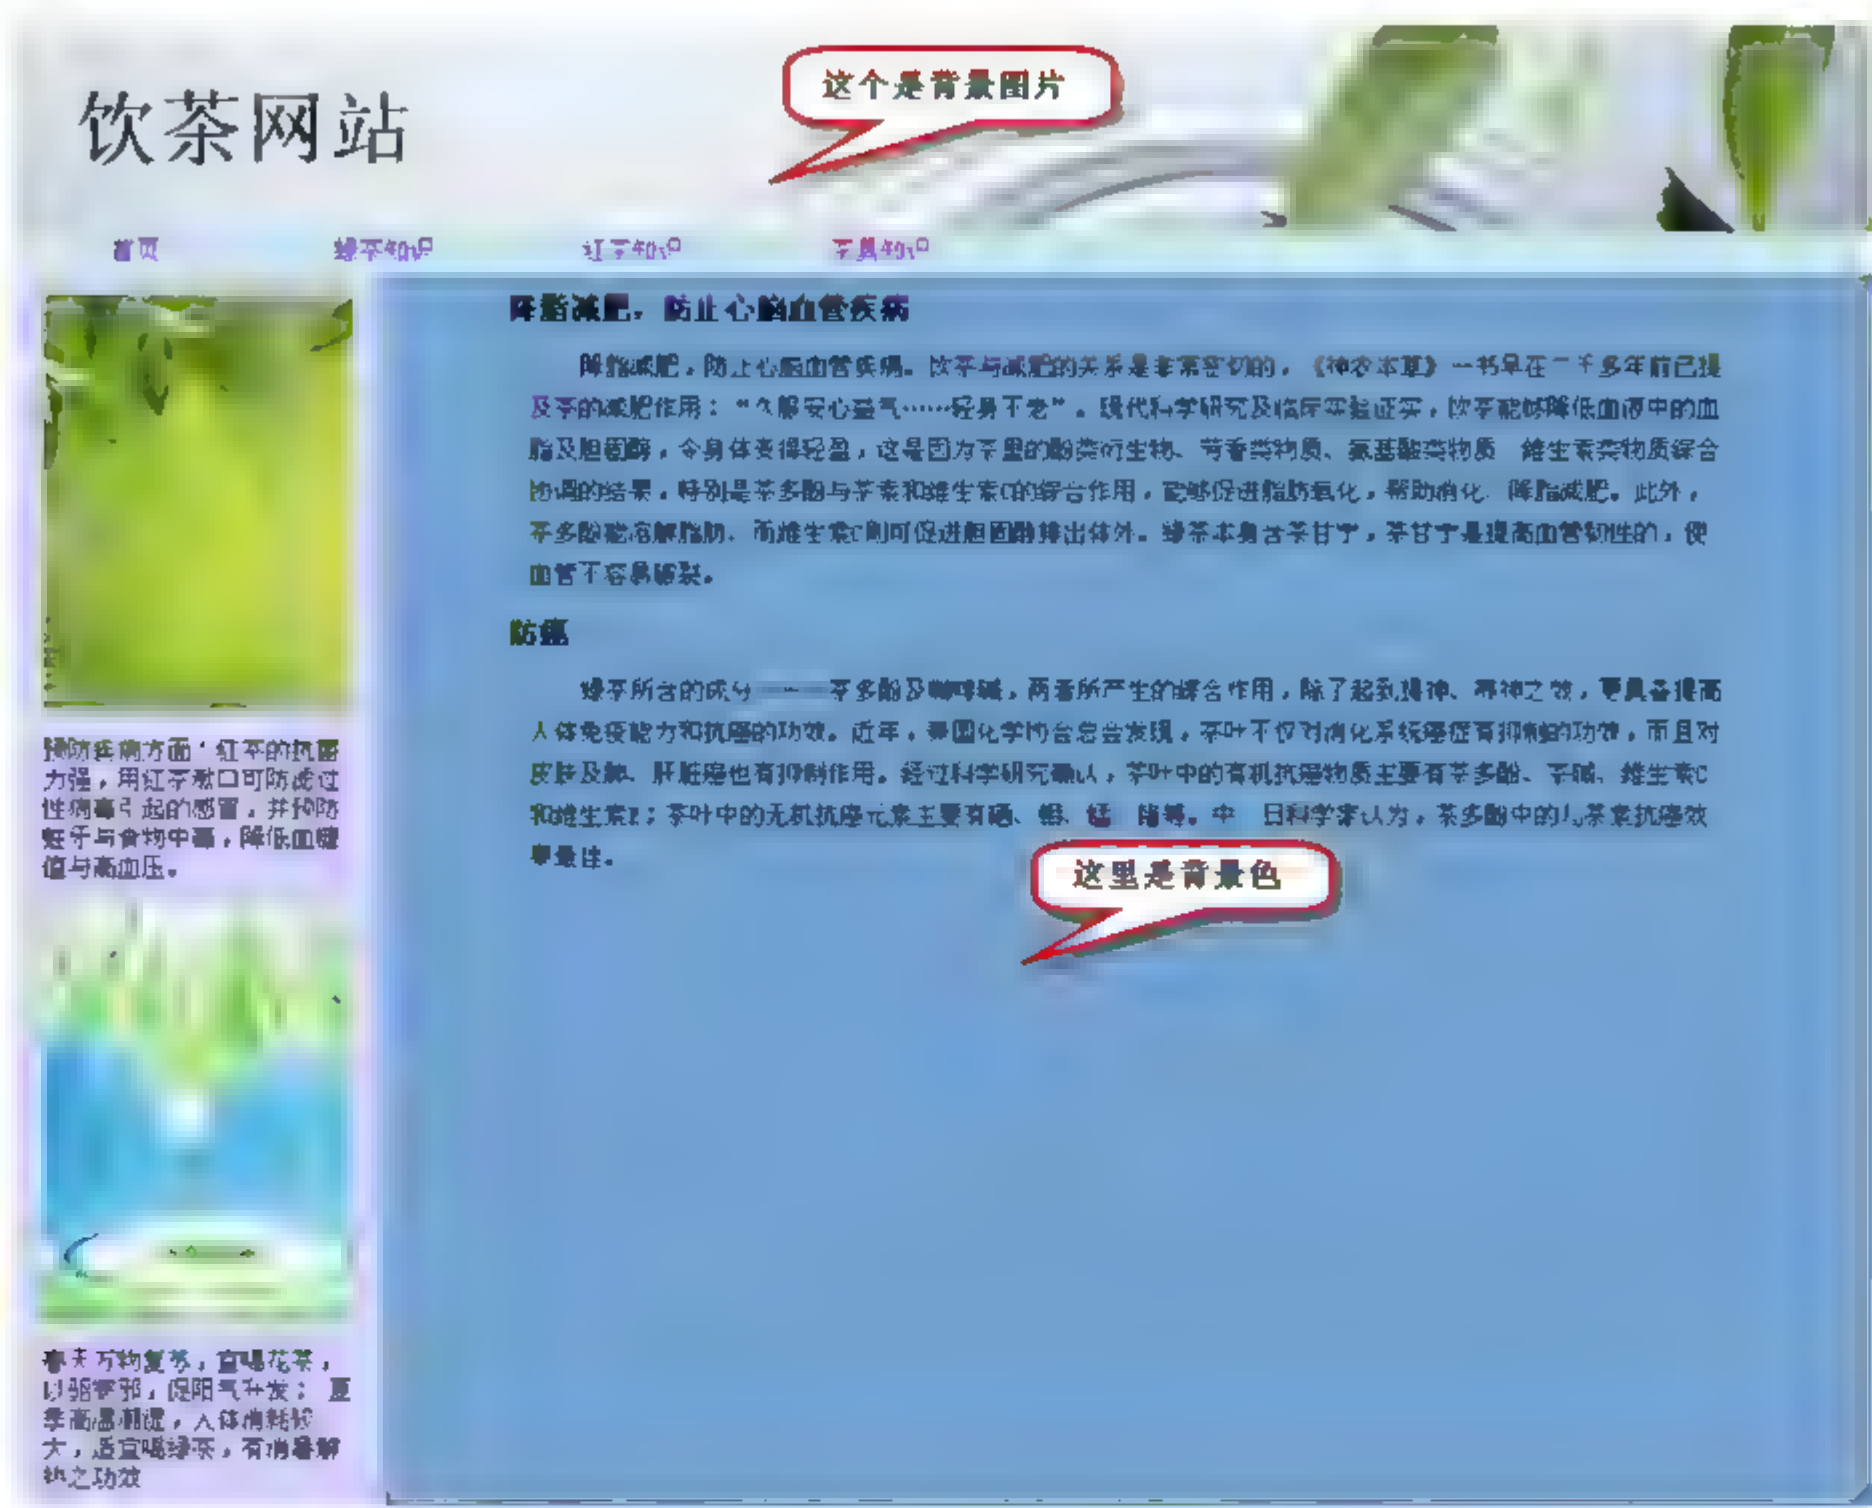 饮茶网站
这个是背景图片
首页 绿茶知识 红茶知识 茶具知识
降脂减肥，防止心脑血管疾病
降脂减肥，防止心脑血管疾病。饮茶与减肥的关系是非常密切的，《神农本草》一书早在二千多年前已提
及茶的减肥作用：“久服安心益气……轻身不老”。现代科学研究及临床实验证实，饮茶能够降低血液中的血
脂及胆固醇，令身体变得轻盈，这是因为茶里的酚类衍生物、芳香类物质、氨基酸类物质、维生素类物质综合
协调的结果，特别是茶多酚与茶素和维生素C的综合作用，能够促进脂肪氧化，帮助消化、降脂减肥。此外，
茶多酚能溶解脂肪，而维生素C则可促进胆固醇排出体外。绿茶本身含茶甘宁，茶甘宁是提高血管韧性的，使
血管不容易破裂。
防癌
绿茶所含的成分——茶多酚及咖啡碱，两者所产生的综合作用，除了起到提神、养神之效，更具备提高
人体免疫能力和抗癌的功效。近年，美国化学协会总会发现，茶叶不仅对消化系统癌症有抑制的功效，而且对
皮肤及肺、肝脏癌也有抑制作用。经过科学研究确认，茶叶中的有机抗癌物质主要有茶多酚、茶碱、维生素C
和维生素E；茶叶中的无机抗癌元素主要有硒、钼、锰、锗等。中、日科学家认为，茶多酚中的儿茶素抗癌效
果最佳。
这里是背景色
预防疾病方面：红茶的抗菌
力强，用红茶漱口可防滤过
性病毒引起的感冒，并预防
蛀牙与食物中毒，降低血糖
值与高血压。
春天万物复苏，宜喝花茶，
以驱寒邪，促阳气升发； 夏
季高温潮湿，人体消耗较
大，适宜喝绿茶，有消暑解
热之功效